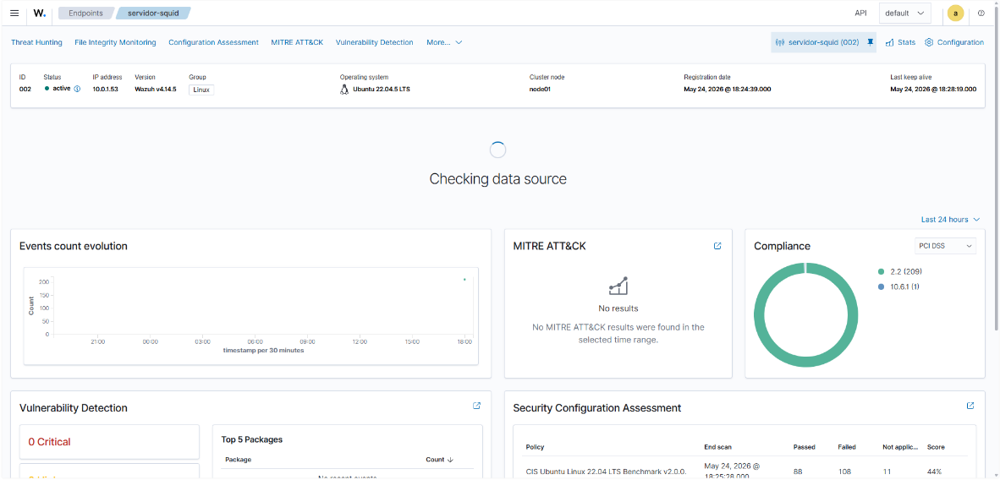 W. Endpoints servidor-squid API default a
Threat Hunting File Integrity Monitoring Configuration Assessment MITRE ATT&CK Vulnerability Detection More... servidor-squid (002) Stats Configuration
ID Status IP address Version Group Operating system Cluster node Registration date Last keep alive
002 active 10.0.1.53 Wazuh v4.14.5 Linux Ubuntu 22.04.5 LTS node01 May 24, 2026 @ 18:24:39.000 May 24, 2026 @ 18:28:19.000
Checking data source
Last 24 hours
Events count evolution
200
150
100
50
0
Count
21:00 00:00 03:00 06:00 09:00 12:00 15:00 18:00
timestamp per 30 minutes
MITRE ATT&CK
No results
No MITRE ATT&CK results were found in the
selected time range.
Compliance PCI DSS
2.2 (209)
10.6.1 (1)
Vulnerability Detection
0 Critical
Top 5 Packages
Package Count
No recent events
Security Configuration Assessment
Policy End scan Passed Failed Not applic... Score
CIS Ubuntu Linux 22.04 LTS Benchmark v2.0.0. May 24, 2026 @ 18:25:28.000 88 108 11 44%